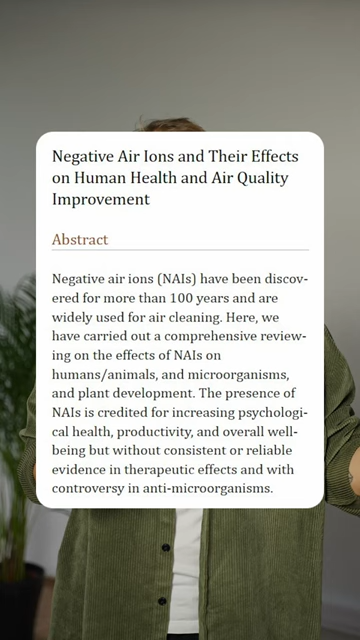 Negative Air Ions and Their Effects
on Human Health and Air Quality
Improvement
Abstract
Negative air ions (NAIs) have been discov-
ered for more than 100 years and are
widely used for air cleaning. Here, we
have carried out a comprehensive review-
ing on the effects of NAIs on
humans/animals, and microorganisms,
and plant development. The presence of
NAIs is credited for increasing psychologi-
cal health, productivity, and overall well-
being but without consistent or reliable
evidence in therapeutic effects and with
controversy in anti-microorganisms.